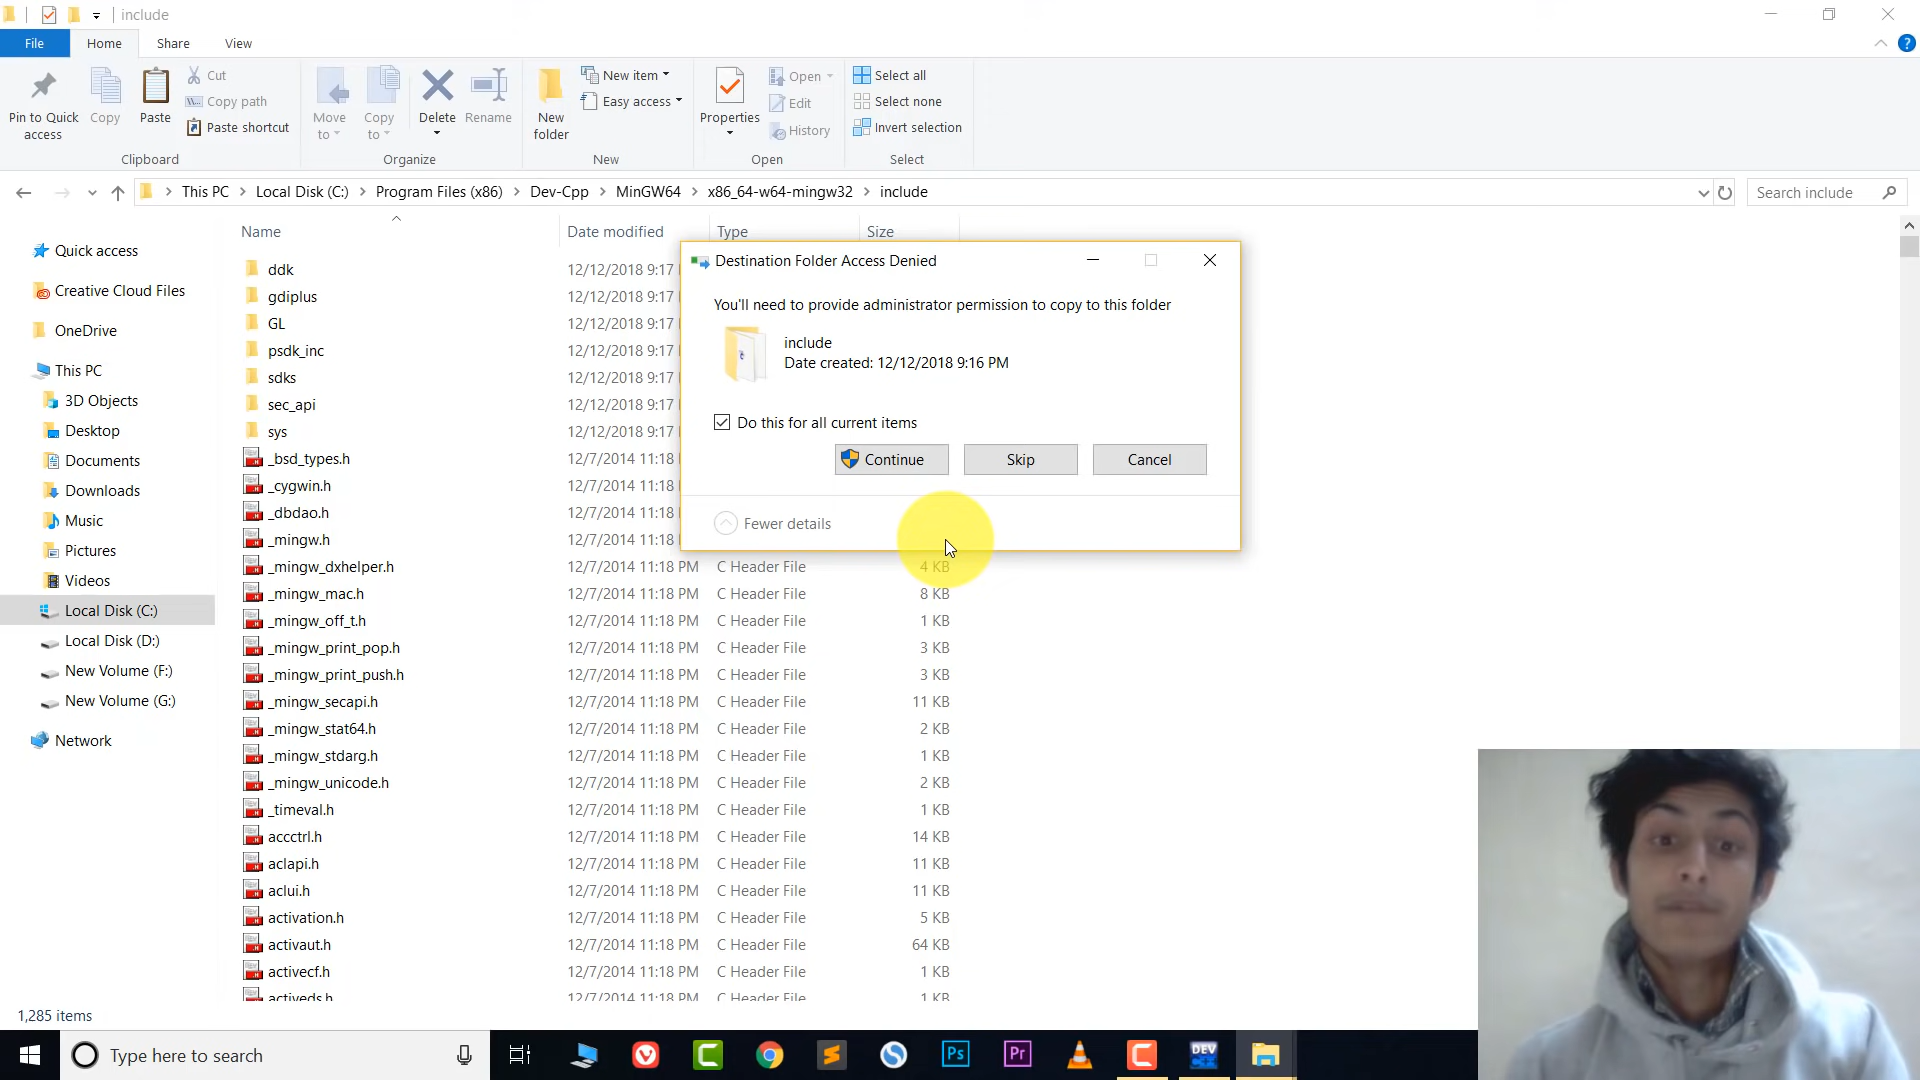 include
File
Home
Share
View
Pin to Quick access
Copy
Paste
Cut
Copy path
Paste shortcut
Clipboard
Move to
Copy to
Delete
Rename
Organize
New folder
New item
Easy access
New
Properties
Open
Edit
History
Open
Select all
Select none
Invert selection
Select
This PC > Local Disk (C:) > Program Files (x86) > Dev-Cpp > MinGW64 > x86_64-w64-mingw32 > include
Search include
Quick access
Creative Cloud Files
OneDrive
This PC
3D Objects
Desktop
Documents
Downloads
Music
Pictures
Videos
Local Disk (C:)
Local Disk (D:)
New Volume (F:)
New Volume (G:)
Network
Name Date modified Type Size
ddk 12/12/2018 9:17
gdiplus 12/12/2018 9:17
GL 12/12/2018 9:17
psdk_inc 12/12/2018 9:17
sdks 12/12/2018 9:17
sec_api 12/12/2018 9:17
sys 12/12/2018 9:17
_bsd_types.h 12/7/2014 11:18
_cygwin.h 12/7/2014 11:18
_dbdao.h 12/7/2014 11:18
_mingw.h 12/7/2014 11:18
_mingw_dxhelper.h 12/7/2014 11:18 PM C Header File 4 KB
_mingw_mac.h 12/7/2014 11:18 PM C Header File 8 KB
_mingw_off_t.h 12/7/2014 11:18 PM C Header File 1 KB
_mingw_print_pop.h 12/7/2014 11:18 PM C Header File 3 KB
_mingw_print_push.h 12/7/2014 11:18 PM C Header File 3 KB
_mingw_secapi.h 12/7/2014 11:18 PM C Header File 11 KB
_mingw_stat64.h 12/7/2014 11:18 PM C Header File 2 KB
_mingw_stdarg.h 12/7/2014 11:18 PM C Header File 1 KB
_mingw_unicode.h 12/7/2014 11:18 PM C Header File 2 KB
_timeval.h 12/7/2014 11:18 PM C Header File 1 KB
accctrl.h 12/7/2014 11:18 PM C Header File 14 KB
aclapi.h 12/7/2014 11:18 PM C Header File 11 KB
aclui.h 12/7/2014 11:18 PM C Header File 11 KB
activation.h 12/7/2014 11:18 PM C Header File 5 KB
activaut.h 12/7/2014 11:18 PM C Header File 64 KB
activecf.h 12/7/2014 11:18 PM C Header File 1 KB
activeds.h 12/7/2014 11:18 PM C Header File 1 KB
Destination Folder Access Denied
You'll need to provide administrator permission to copy to this folder
include
Date created: 12/12/2018 9:16 PM
Do this for all current items
Continue
Skip
Cancel
Fewer details
1,285 items
Type here to search
Ps
Pr
DEV